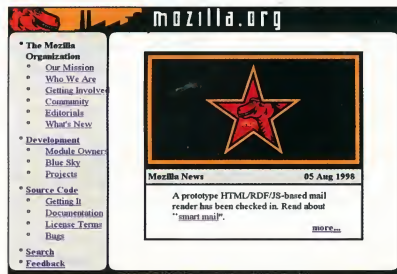 mozilla.org
The Mozilla
Organization
Our Mission
Who We Are
Getting Involved
Community
Editorials
What's New
Development
Module Owners
Blue Sky
Projects
Source Code
Getting It
Documentation
License Terms
Bugs
Search
Feedback
Mozilla News 05 Aug 1998
A prototype HTML/RDF/JS-based mail
reader has been checked in. Read about
"smart mail".
more...